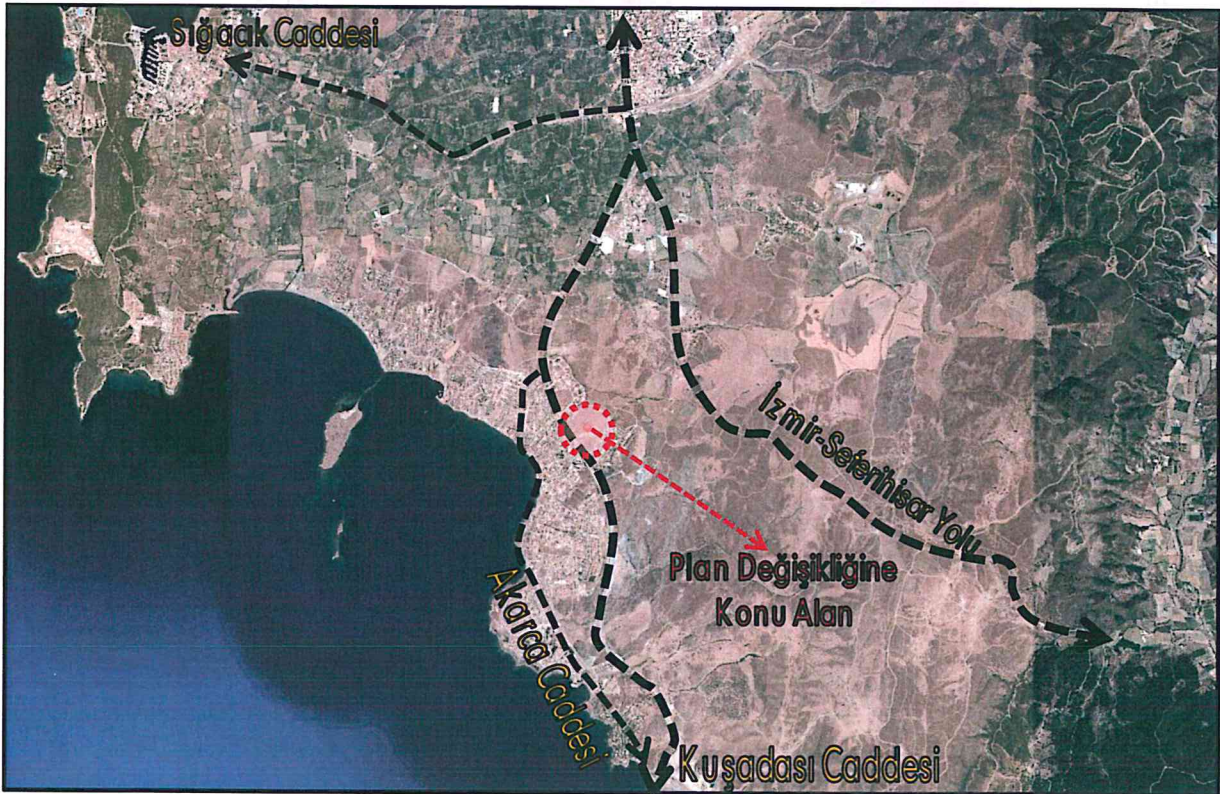 Sığacık Caddesi
İzmir-Seferihisar Yolu
Plan Değişikliğine
Konu Alan
Akarca Caddesi
Kuşadası Caddesi